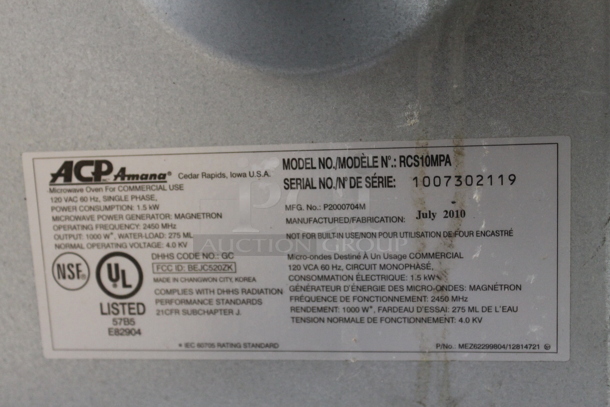 ACP Amana® Cedar Rapids, Iowa U.S.A.
Microwave Oven For COMMERCIAL USE
120 VAC 60 Hz, SINGLE PHASE,
POWER CONSUMPTION: 1.5 kW
MICROWAVE POWER GENERATOR: MAGNETRON
OPERATING FREQUENCY: 2450 MHz
OUTPUT: 1000 W*, WATER-LOAD: 275 ML
NORMAL OPERATING VOLTAGE: 4.0 KV
NSF®
UL®
LISTED
57B5
E82904
DHHS CODE NO.: GC
FCC ID: BEJC520ZK
MADE IN CHANGWON CITY, KOREA
COMPLIES WITH DHHS RADIATION
PERFORMANCE STANDARDS
21CFR SUBCHAPTER J.
* IEC 60705 RATING STANDARD
MODEL NO./MODÈLE N°.: RCS10MPA
SERIAL NO./N° DE SÉRIE: 1007302119
MFG. No.: P2000704M -
MANUFACTURED/FABRICATION: July 2010
NOT FOR BUILT-IN USE/NON POUR UTILISATION DE FOUR ENCASTRÉ
Micro-ondes Destiné À Un Usage COMMERCIAL
120 VCA 60 Hz, CIRCUIT MONOPHASÉ,
CONSOMMATION ÉLECTRIQUE: 1.5 kW
GÉNÉRATEUR D'ÉNERGIE DES MICRO-ONDES: MAGNÉTRON
FRÉQUENCE DE FONCTIONNEMENT: 2450 MHz
RENDEMENT: 1000 W*, FARDEAU D'ESSAI: 275 ML DE L'EAU
TENSION NORMALE DE FONCTIONNEMENT: 4.0 KV
P/No.: MEZ62299804/12814721
AUCTION GROUP